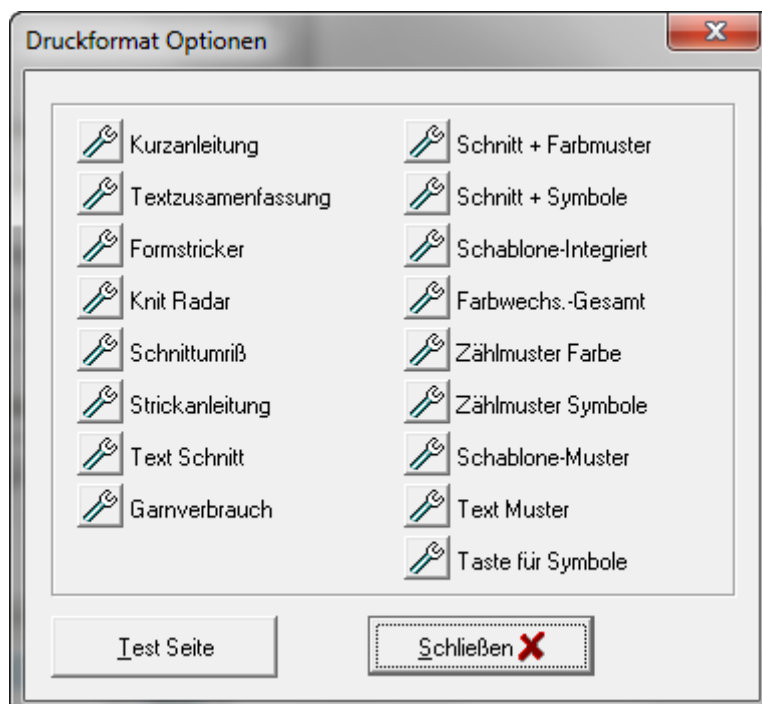 Druckformat Optionen
Kurzanleitung
Textzusamenfassung
Formstricker
Knit Radar
Schnittumriß
Strickanleitung
Text Schnitt
Garnverbrauch
Schnitt + Farbmuster
Schnitt + Symbole
Schablone-Integriert
Farbwechs.-Gesamt
Zählmuster Farbe
Zählmuster Symbole
Schablone-Muster
Text Muster
Taste für Symbole
Test Seite
Schließen